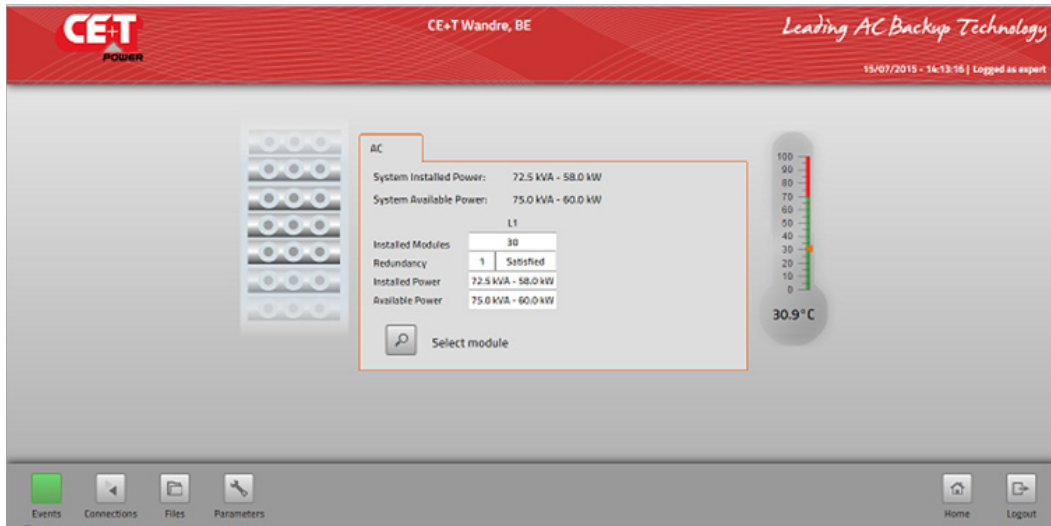 CE+T
POWER
CE+T Wandre, BE
Leading AC Backup Technology
15/07/2015 - 14:13:16 | Logged as expert
AC
System Installed Power: 72.5 kVA - 58.0 kW
System Available Power: 75.0 kVA - 60.0 kW
L1
Installed Modules 30
Redundancy 1 Satisfied
Installed Power 72.5 kVA - 58.0 kW
Available Power 75.0 kVA - 60.0 kW
Select module
100
90
80
70
60
50
40
30
20
10
0
30.9°C
Events Connections Files Parameters Home Logout